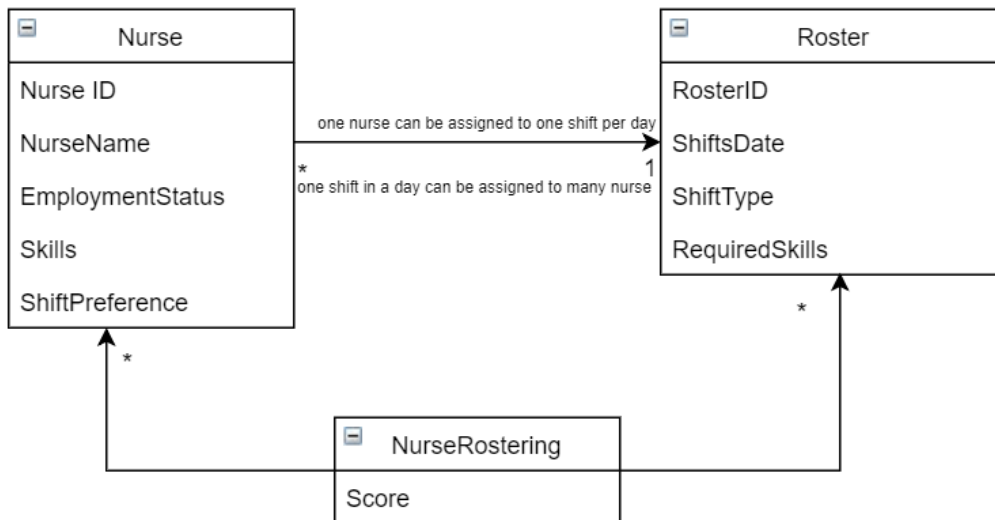 Nurse
Nurse ID
NurseName
EmploymentStatus
Skills
ShiftPreference
one nurse can be assigned to one shift per day
*
1
one shift in a day can be assigned to many nurse
Roster
RosterID
ShiftsDate
ShiftType
RequiredSkills
*
*
NurseRostering
Score